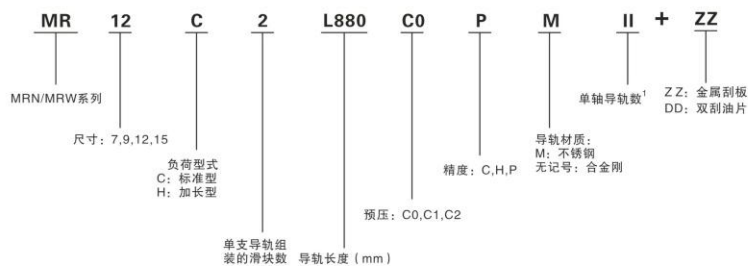 MR 12 C 2 L880 C0 P M II + ZZ
MRN/MRW系列
尺寸：7,9,12,15
负荷型式
C：标准型
H：加长型
单支导轨组
装的滑块数
导轨长度（mm）
预压：C0,C1,C2
精度：C,H,P
导轨材质：
M：不锈钢
无记号：合金刚
单轴导轨数1
ZZ：金属刮板
DD：双刮油片